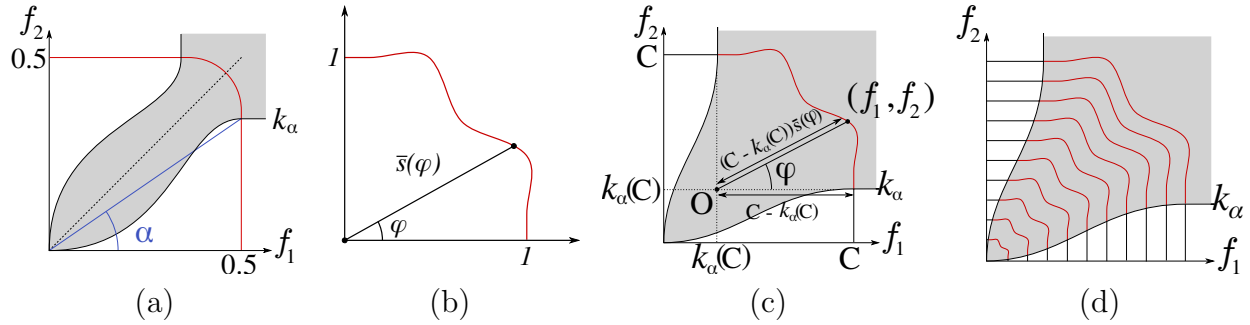 f₂
0.5
kα
α
0.5
f₁
(a)
1
s̄(φ)
φ
1
(b)
f₂
C
(f₁,f₂)
(C - kα(C))s̄(φ)
φ
kα(C)
O
kα
C - kα(C)
f₁
kα(C)
C
(c)
f₂
kα
f₁
(d)